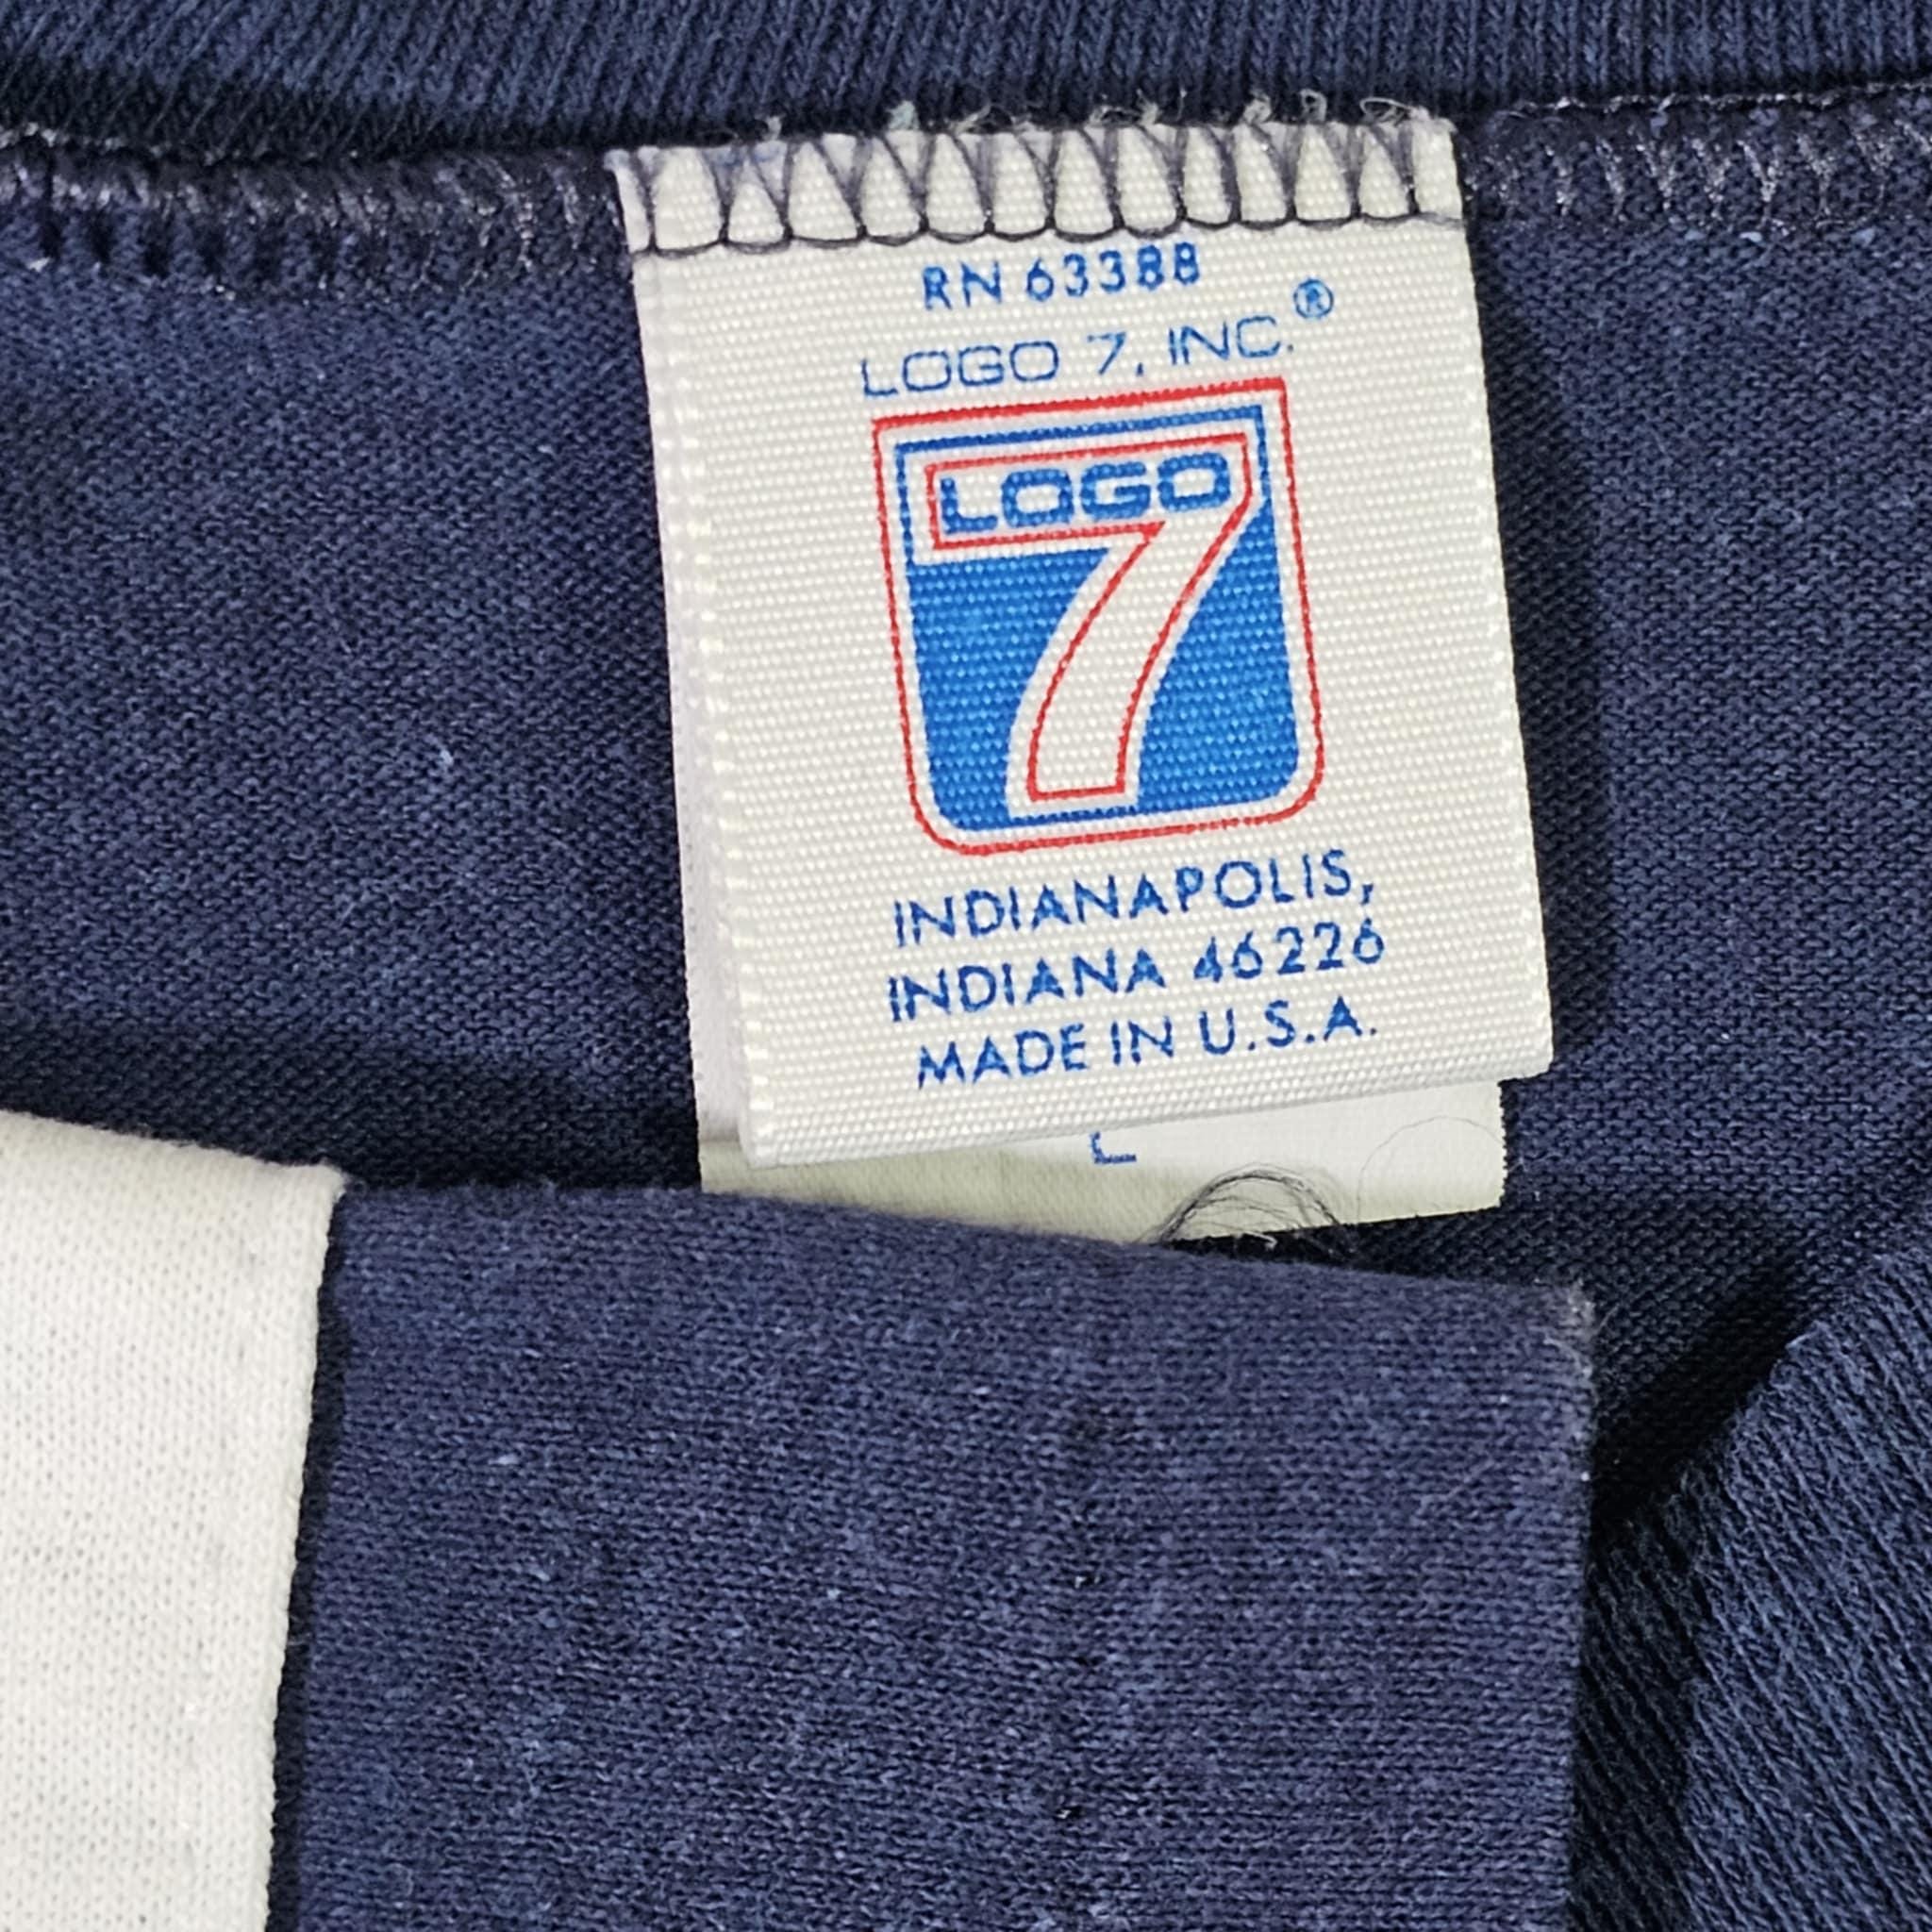 RN 63388
LOGO 7, INC.®
LOGO
7
INDIANAPOLIS,
INDIANA 46226
MADE IN U.S.A.
L